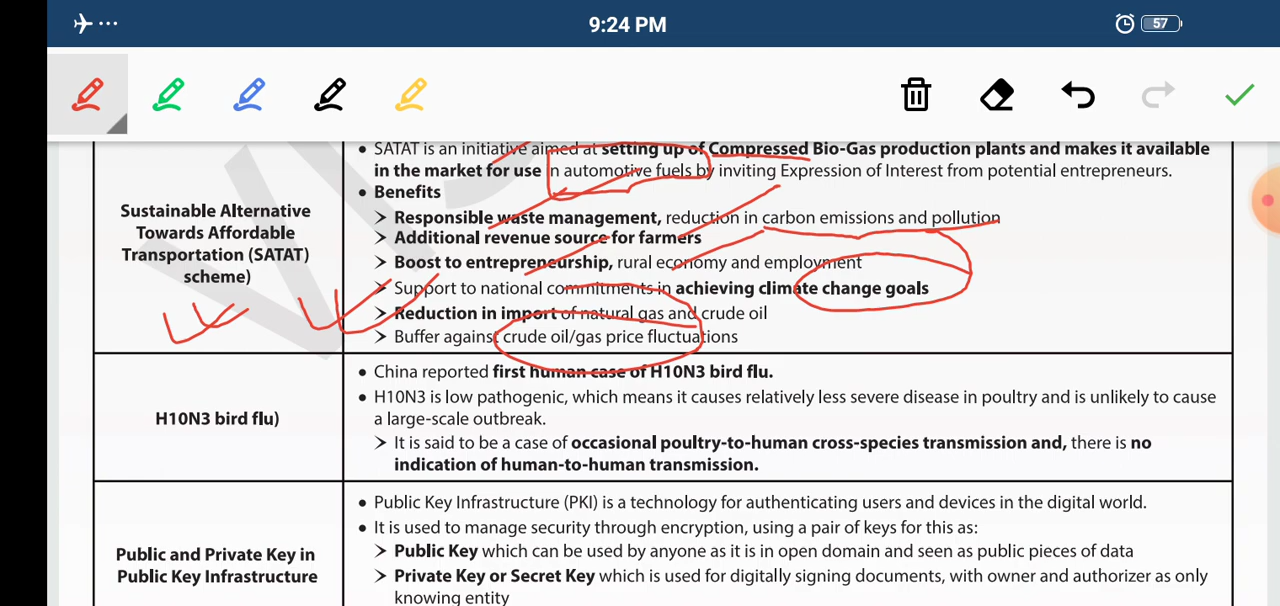 9:24 PM
57
• SATAT is an initiative aimed at setting up of Compressed Bio-Gas production plants and makes it available
in the market for use in automotive fuels by inviting Expression of Interest from potential entrepreneurs.
Sustainable Alternative
Towards Affordable
Transportation (SATAT)
scheme)
• Benefits
➢ Responsible waste management, reduction in carbon emissions and pollution
➢ Additional revenue source for farmers
➢ Boost to entrepreneurship, rural economy and employment
➢ Support to national commitments in achieving climate change goals
➢ Reduction in import of natural gas and crude oil
➢ Buffer against crude oil/gas price fluctuations
H10N3 bird flu)
• China reported first human case of H10N3 bird flu.
• H10N3 is low pathogenic, which means it causes relatively less severe disease in poultry and is unlikely to cause
a large-scale outbreak.
➢ It is said to be a case of occasional poultry-to-human cross-species transmission and, there is no
indication of human-to-human transmission.
Public and Private Key in
Public Key Infrastructure
• Public Key Infrastructure (PKI) is a technology for authenticating users and devices in the digital world.
• It is used to manage security through encryption, using a pair of keys for this as:
➢ Public Key which can be used by anyone as it is in open domain and seen as public pieces of data
➢ Private Key or Secret Key which is used for digitally signing documents, with owner and authorizer as only
knowing entity